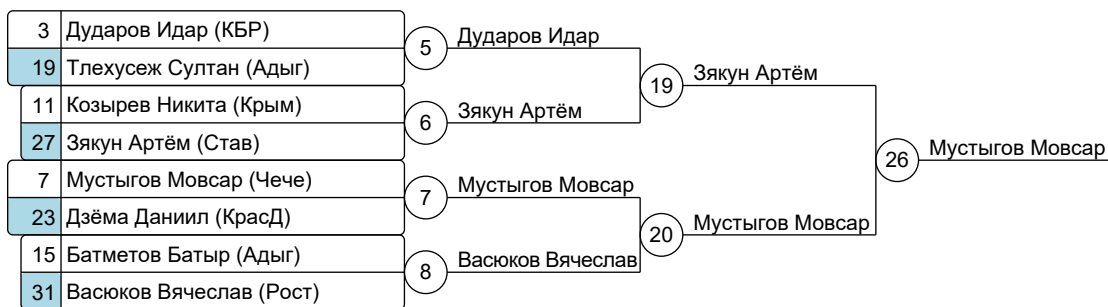 3 Дударов Идар (КБР)
19 Тлехусеж Султан (Адыг)
11 Козырев Никита (Крым)
27 Зякун Артём (Став)
7 Мустыгов Мовсар (Чече)
23 Дзёма Даниил (КрасД)
15 Батметов Батыр (Адыг)
31 Васюков Вячеслав (Рост)
5 Дударов Идар
6 Зякун Артём
7 Мустыгов Мовсар
8 Васюков Вячеслав
19 Зякун Артём
20 Мустыгов Мовсар
26 Мустыгов Мовсар